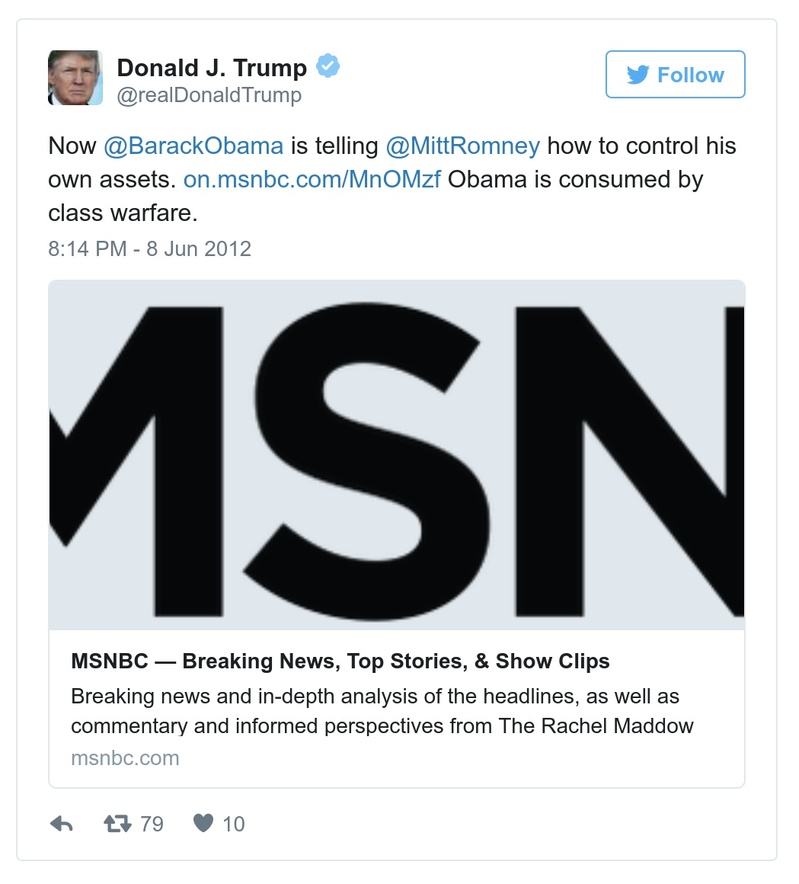 Donald J. Trump
@realDonaldTrump
Follow
Now @BarackObama is telling @MittRomney how to control his
own assets. on.msnbc.com/MnOMzf Obama is consumed by
class warfare.
8:14 PM - 8 Jun 2012
MSN
MSNBC — Breaking News, Top Stories, & Show Clips
Breaking news and in-depth analysis of the headlines, as well as
commentary and informed perspectives from The Rachel Maddow
msnbc.com
79 10